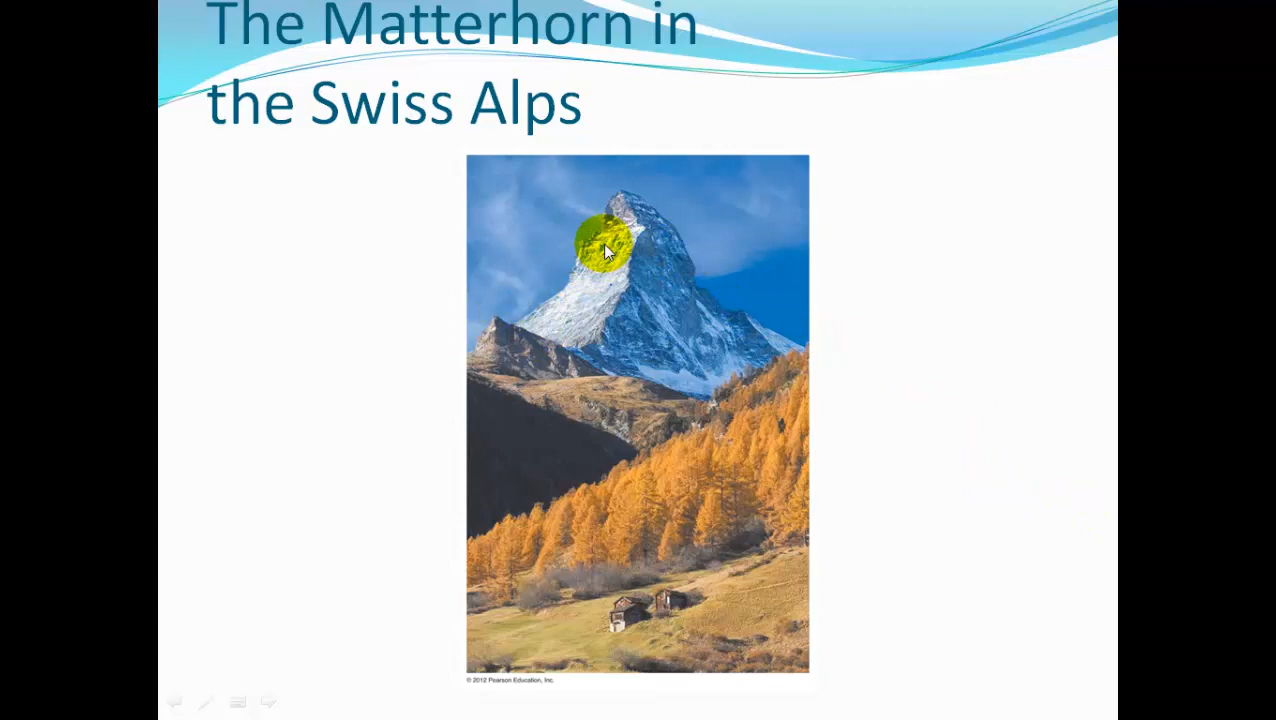 The Matterhorn in
the Swiss Alps
© 2012 Pearson Education, Inc.